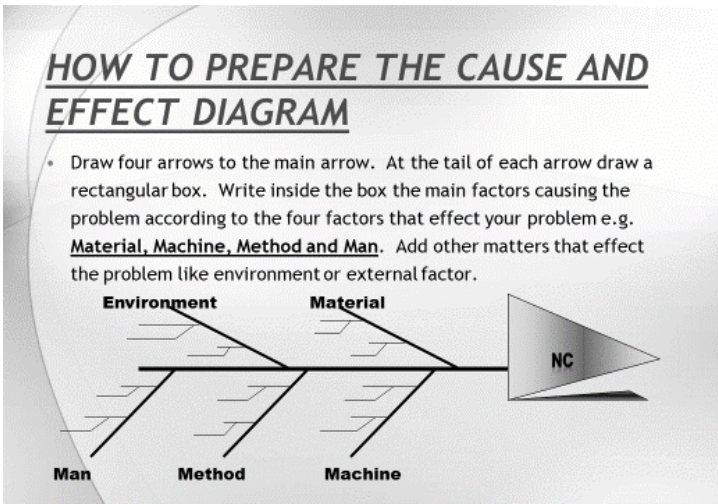 HOW TO PREPARE THE CAUSE AND
EFFECT DIAGRAM
• Draw four arrows to the main arrow. At the tail of each arrow draw a
rectangular box. Write inside the box the main factors causing the
problem according to the four factors that effect your problem e.g.
Material, Machine, Method and Man. Add other matters that effect
the problem like environment or external factor.
Environment Material
NC
Man Method Machine